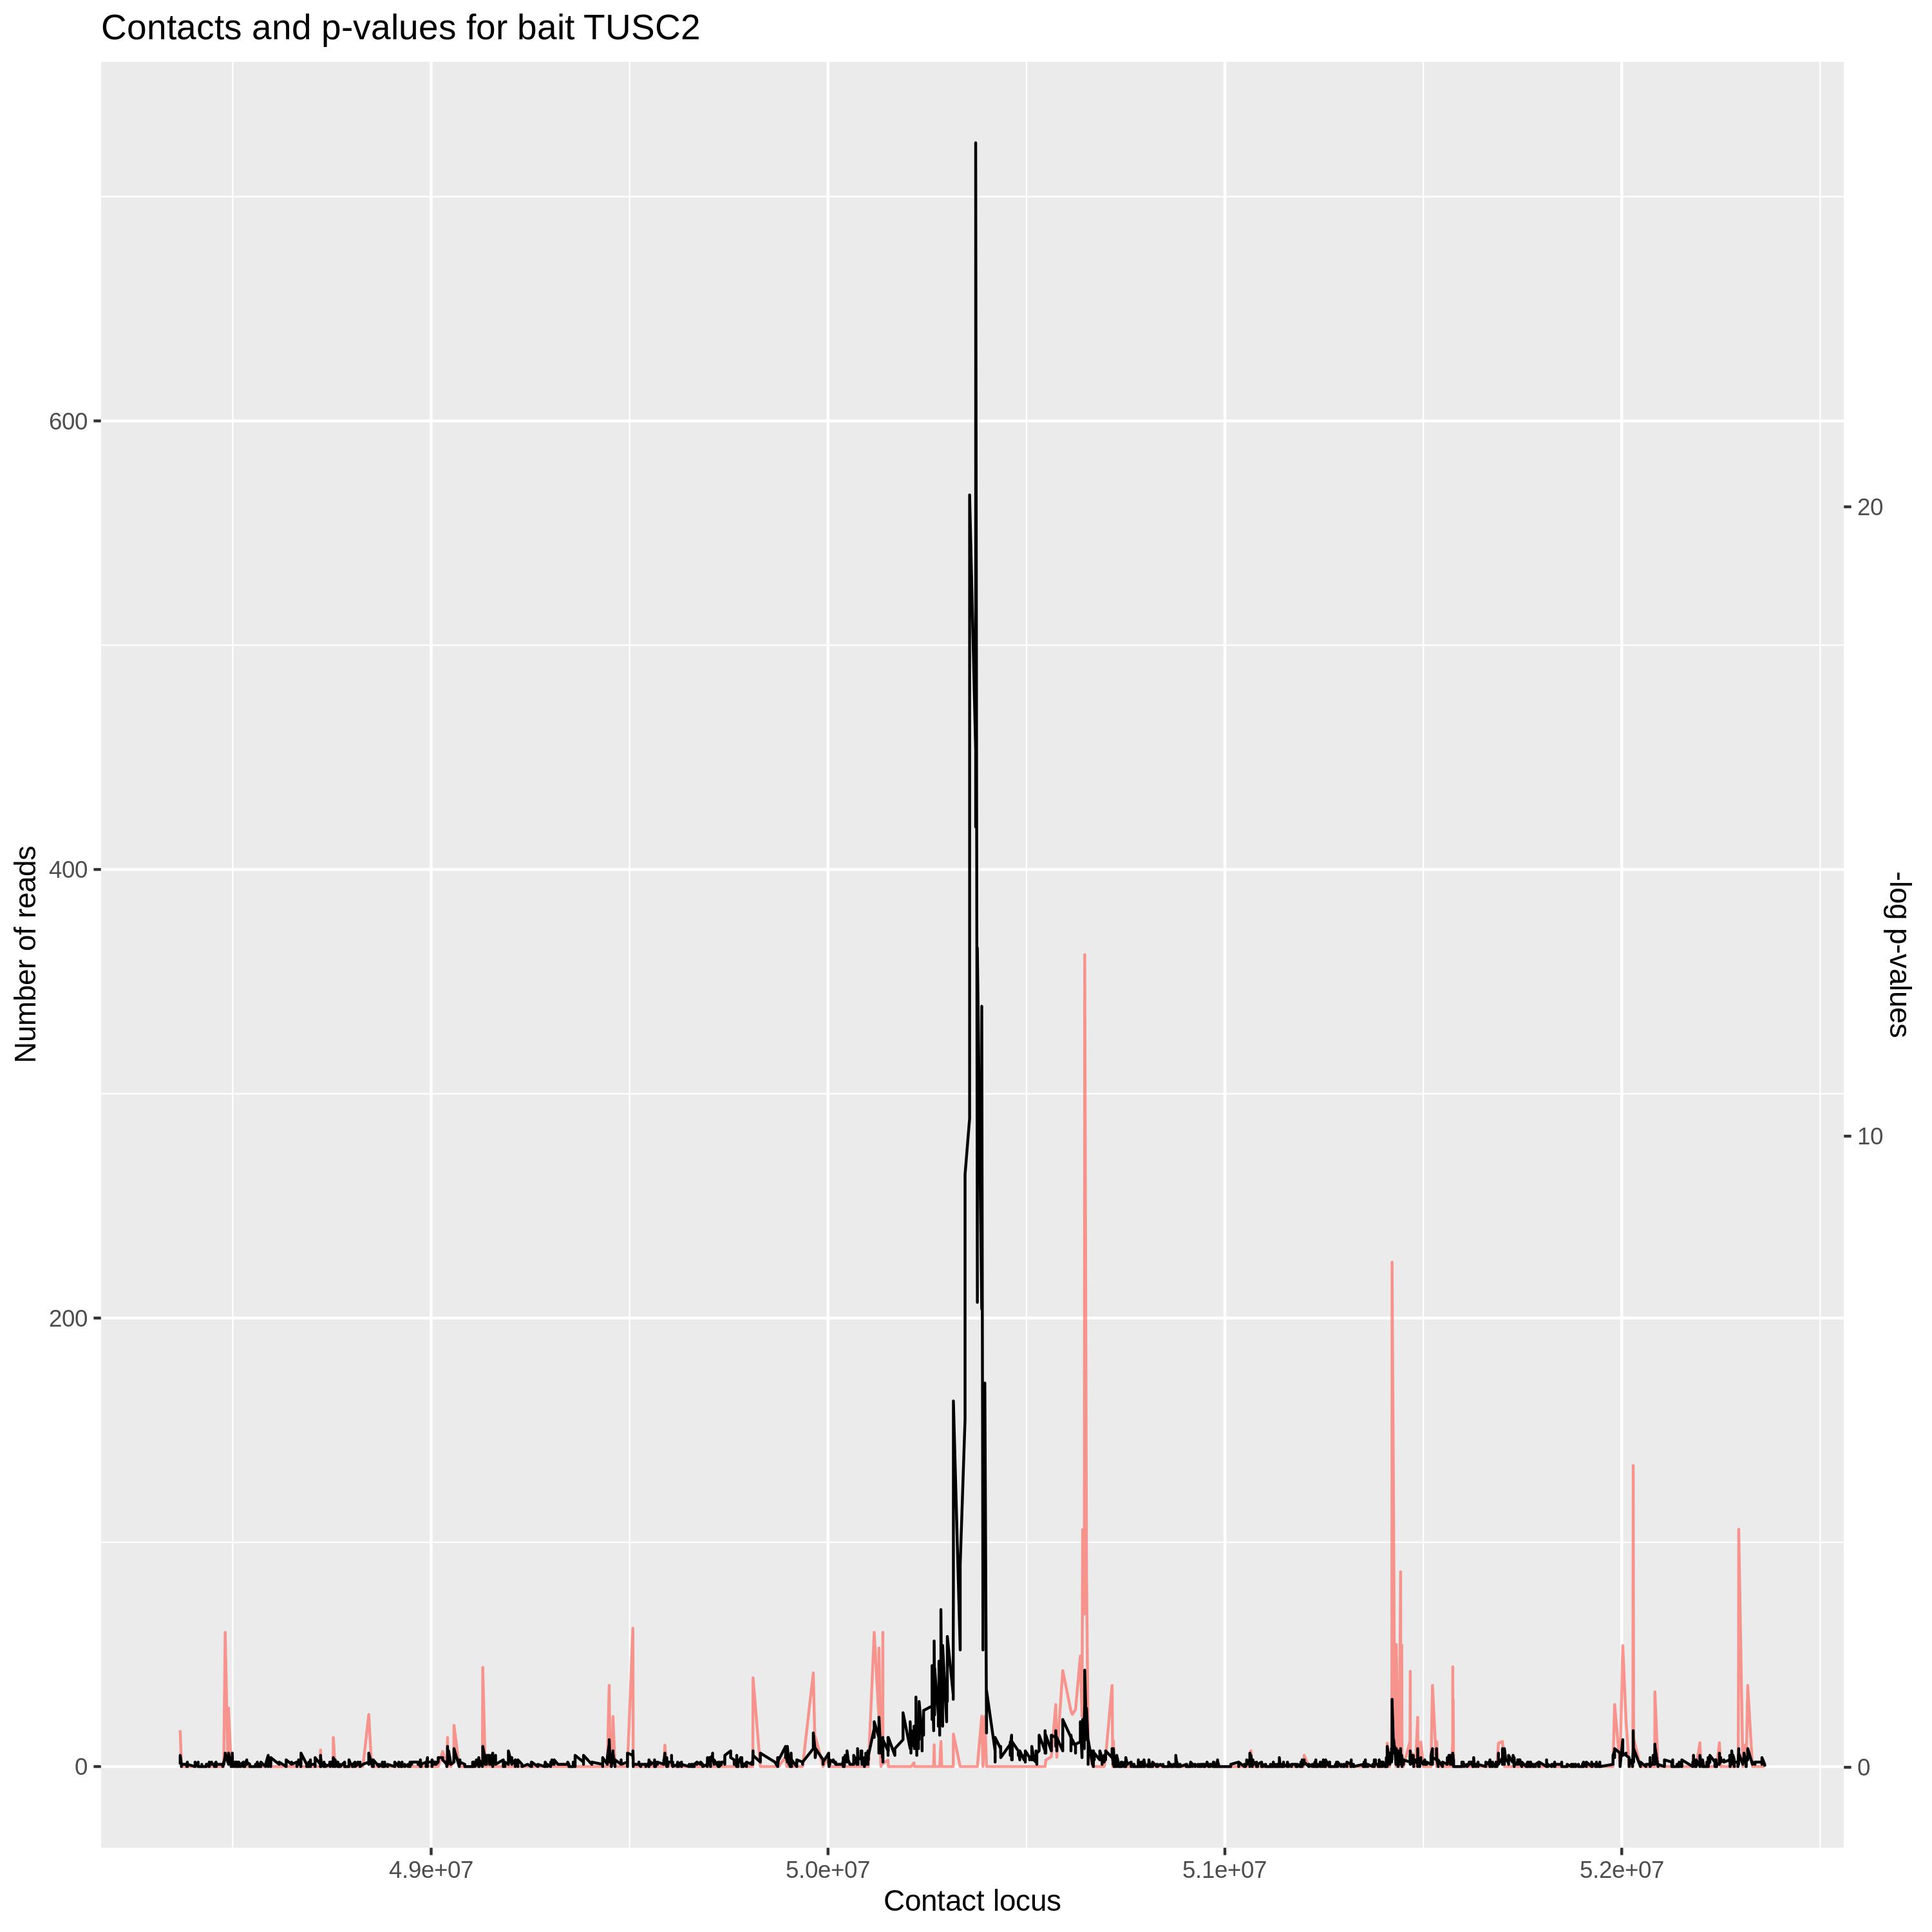 Contacts and p-values for bait TUSC2
Number of reads
600
400
200
0
20
10
0
-log p-values
4.9e+07
5.0e+07
5.1e+07
5.2e+07
Contact locus